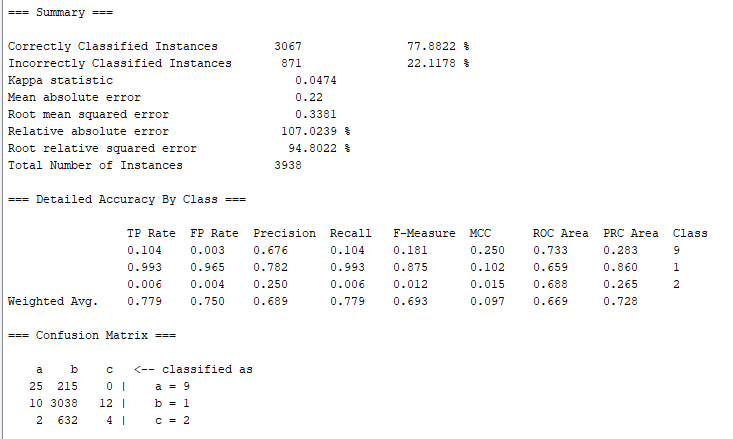 === Summary ===
Correctly Classified Instances 3067 77.8822 %
Incorrectly Classified Instances 871 22.1178 %
Kappa statistic 0.0474
Mean absolute error 0.22
Root mean squared error 0.3381
Relative absolute error 107.0239 %
Root relative squared error 94.8022 %
Total Number of Instances 3938
=== Detailed Accuracy By Class ===
TP Rate FP Rate Precision Recall F-Measure MCC ROC Area PRC Area Class
0.104 0.003 0.676 0.104 0.181 0.250 0.733 0.283 9
0.993 0.965 0.782 0.993 0.875 0.102 0.659 0.860 1
0.006 0.004 0.250 0.006 0.012 0.015 0.688 0.265 2
Weighted Avg. 0.779 0.750 0.689 0.779 0.693 0.097 0.669 0.728
=== Confusion Matrix ===
a b c <-- classified as
25 215 0 | a = 9
10 3038 12 | b = 1
2 632 4 | c = 2